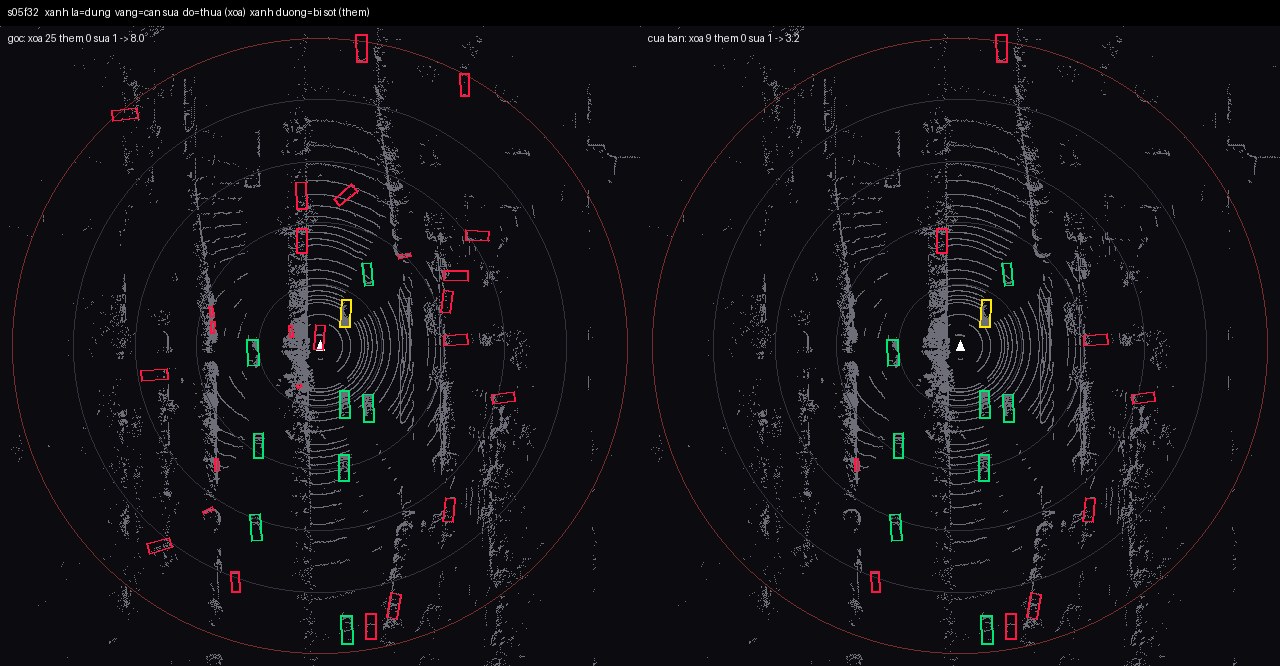 s05f32 xanh la=dung vang=can sua do=thua (xoa) xanh duong=bi sot (them)
goc: xoa 25 them 0 sua 1 -> 8.0
cua ban: xoa 9 them 0 sua 1 -> 3.2